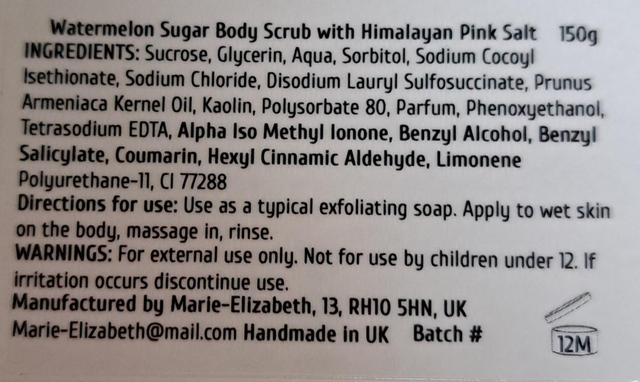 Watermelon Sugar Body Scrub with Himalayan Pink Salt 150g
INGREDIENTS: Sucrose, Glycerin, Aqua, Sorbitol, Sodium Cocoyl
Isethionate, Sodium Chloride, Disodium Lauryl Sulfosuccinate, Prunus
Armeniaca Kernel Oil, Kaolin, Polysorbate 80, Parfum, Phenoxyethanol,
Tetrasodium EDTA, Alpha Iso Methyl Ionone, Benzyl Alcohol, Benzyl
Salicylate, Coumarin, Hexyl Cinnamic Aldehyde, Limonene
Polyurethane-11, CI 77288
Directions for use: Use as a typical exfoliating soap. Apply to wet skin
on the body, massage in, rinse.
WARNINGS: For external use only. Not for use by children under 12. If
irritation occurs discontinue use.
Manufactured by Marie-Elizabeth, 13, RH10 5HN, UK
Marie-Elizabeth@mail.com Handmade in UK Batch #
12M